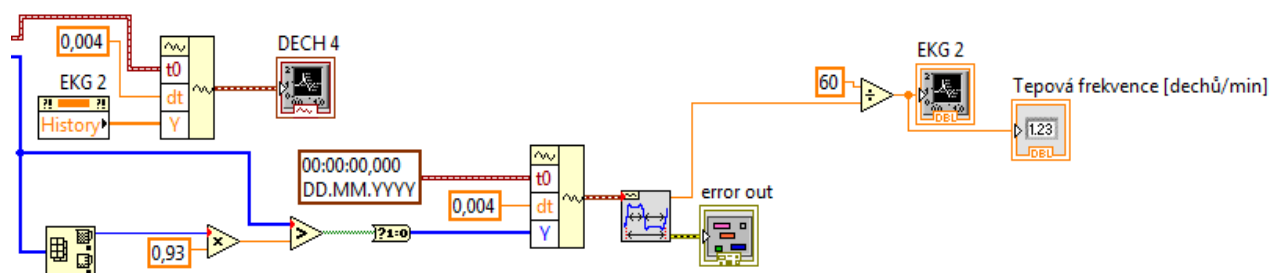 0,004
t0
dt
Y
EKG 2
History
DECH 4
00:00:00,000
DD.MM.YYYY
0,004
t0
dt
Y
0,93
×
>
?1:0
error out
60
÷
EKG 2
DBL
Tepová frekvence [dechů/min]
1.23
DBL